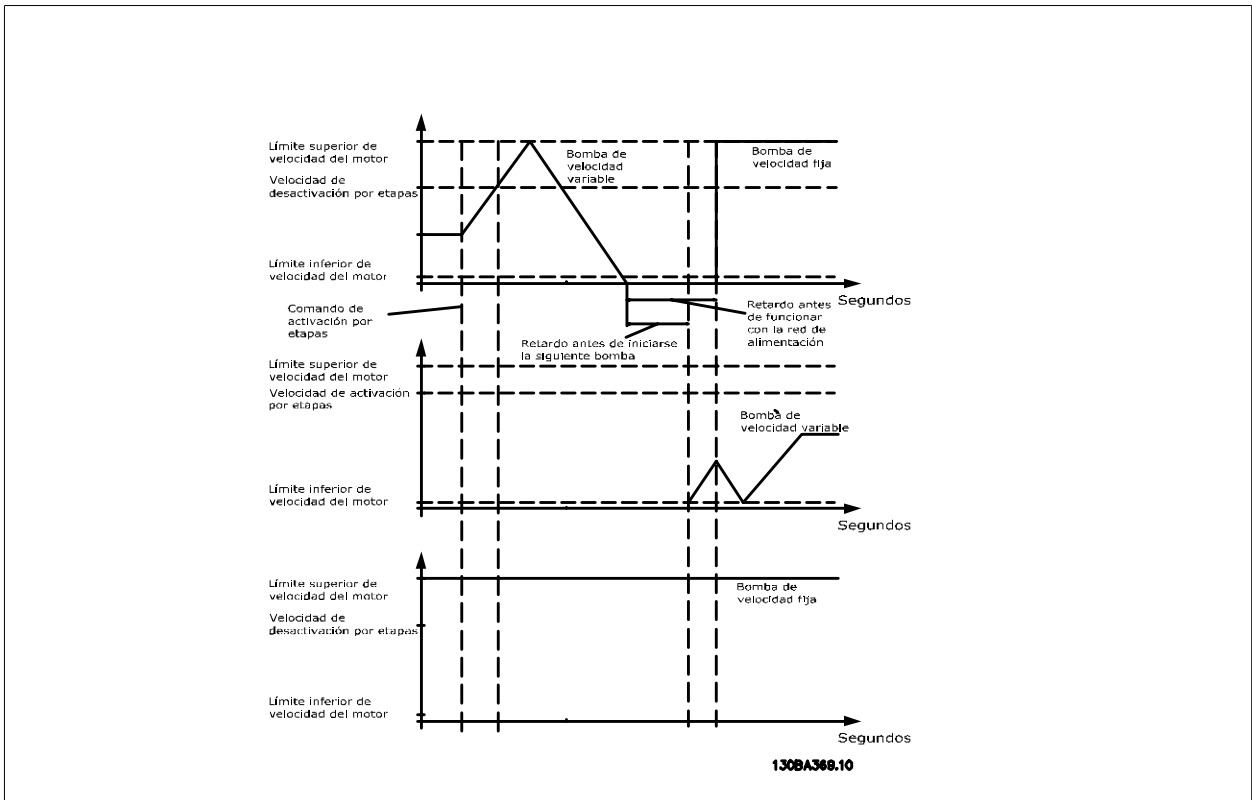 Límite superior de
velocidad del motor
Bomba de
velocidad
variable
Bomba de
velocidad fija
Velocidad de
desactivación por etapas
Límite inferior de
velocidad del motor
Segundos
Comando de
activación por
etapas
Retardo antes
de funcionar
con la red de
alimentación
Retardo antes de iniciarse
la siguiente bomba
Límite superior de
velocidad del motor
Velocidad de activación
por etapas
Bomba de
velocidad variable
Límite inferior de
velocidad del motor
Segundos
Límite superior de
velocidad del motor
Bomba de
velocidad fija
Velocidad de
desactivación por etapas
Límite inferior de
velocidad del motor
Segundos
130BA369.10